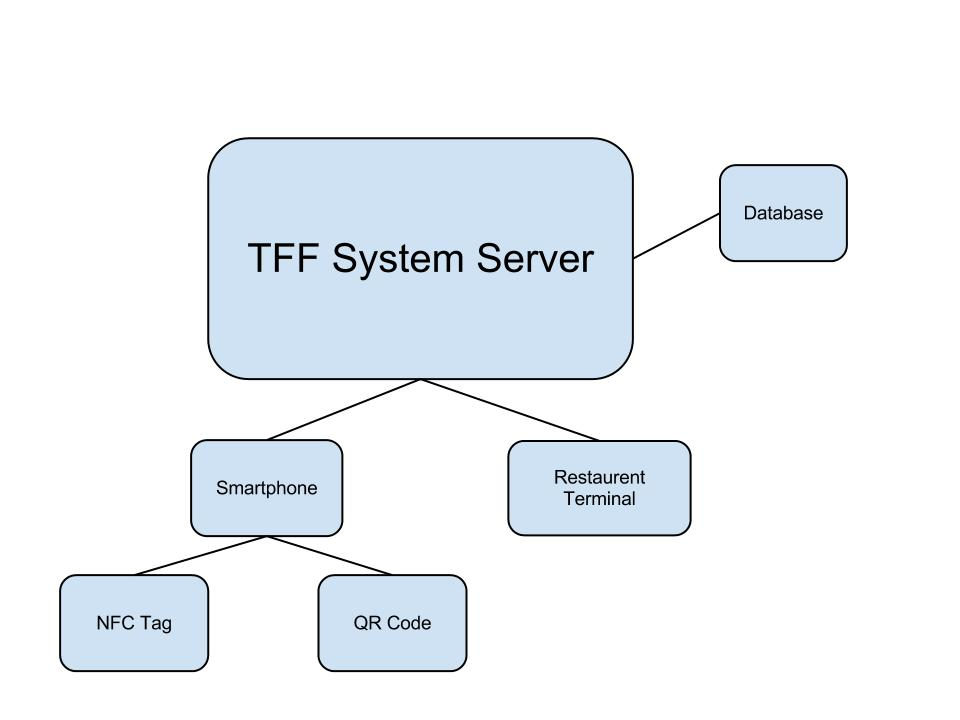 TFF System Server
Database
Smartphone
Restaurent
Terminal
NFC Tag
QR Code